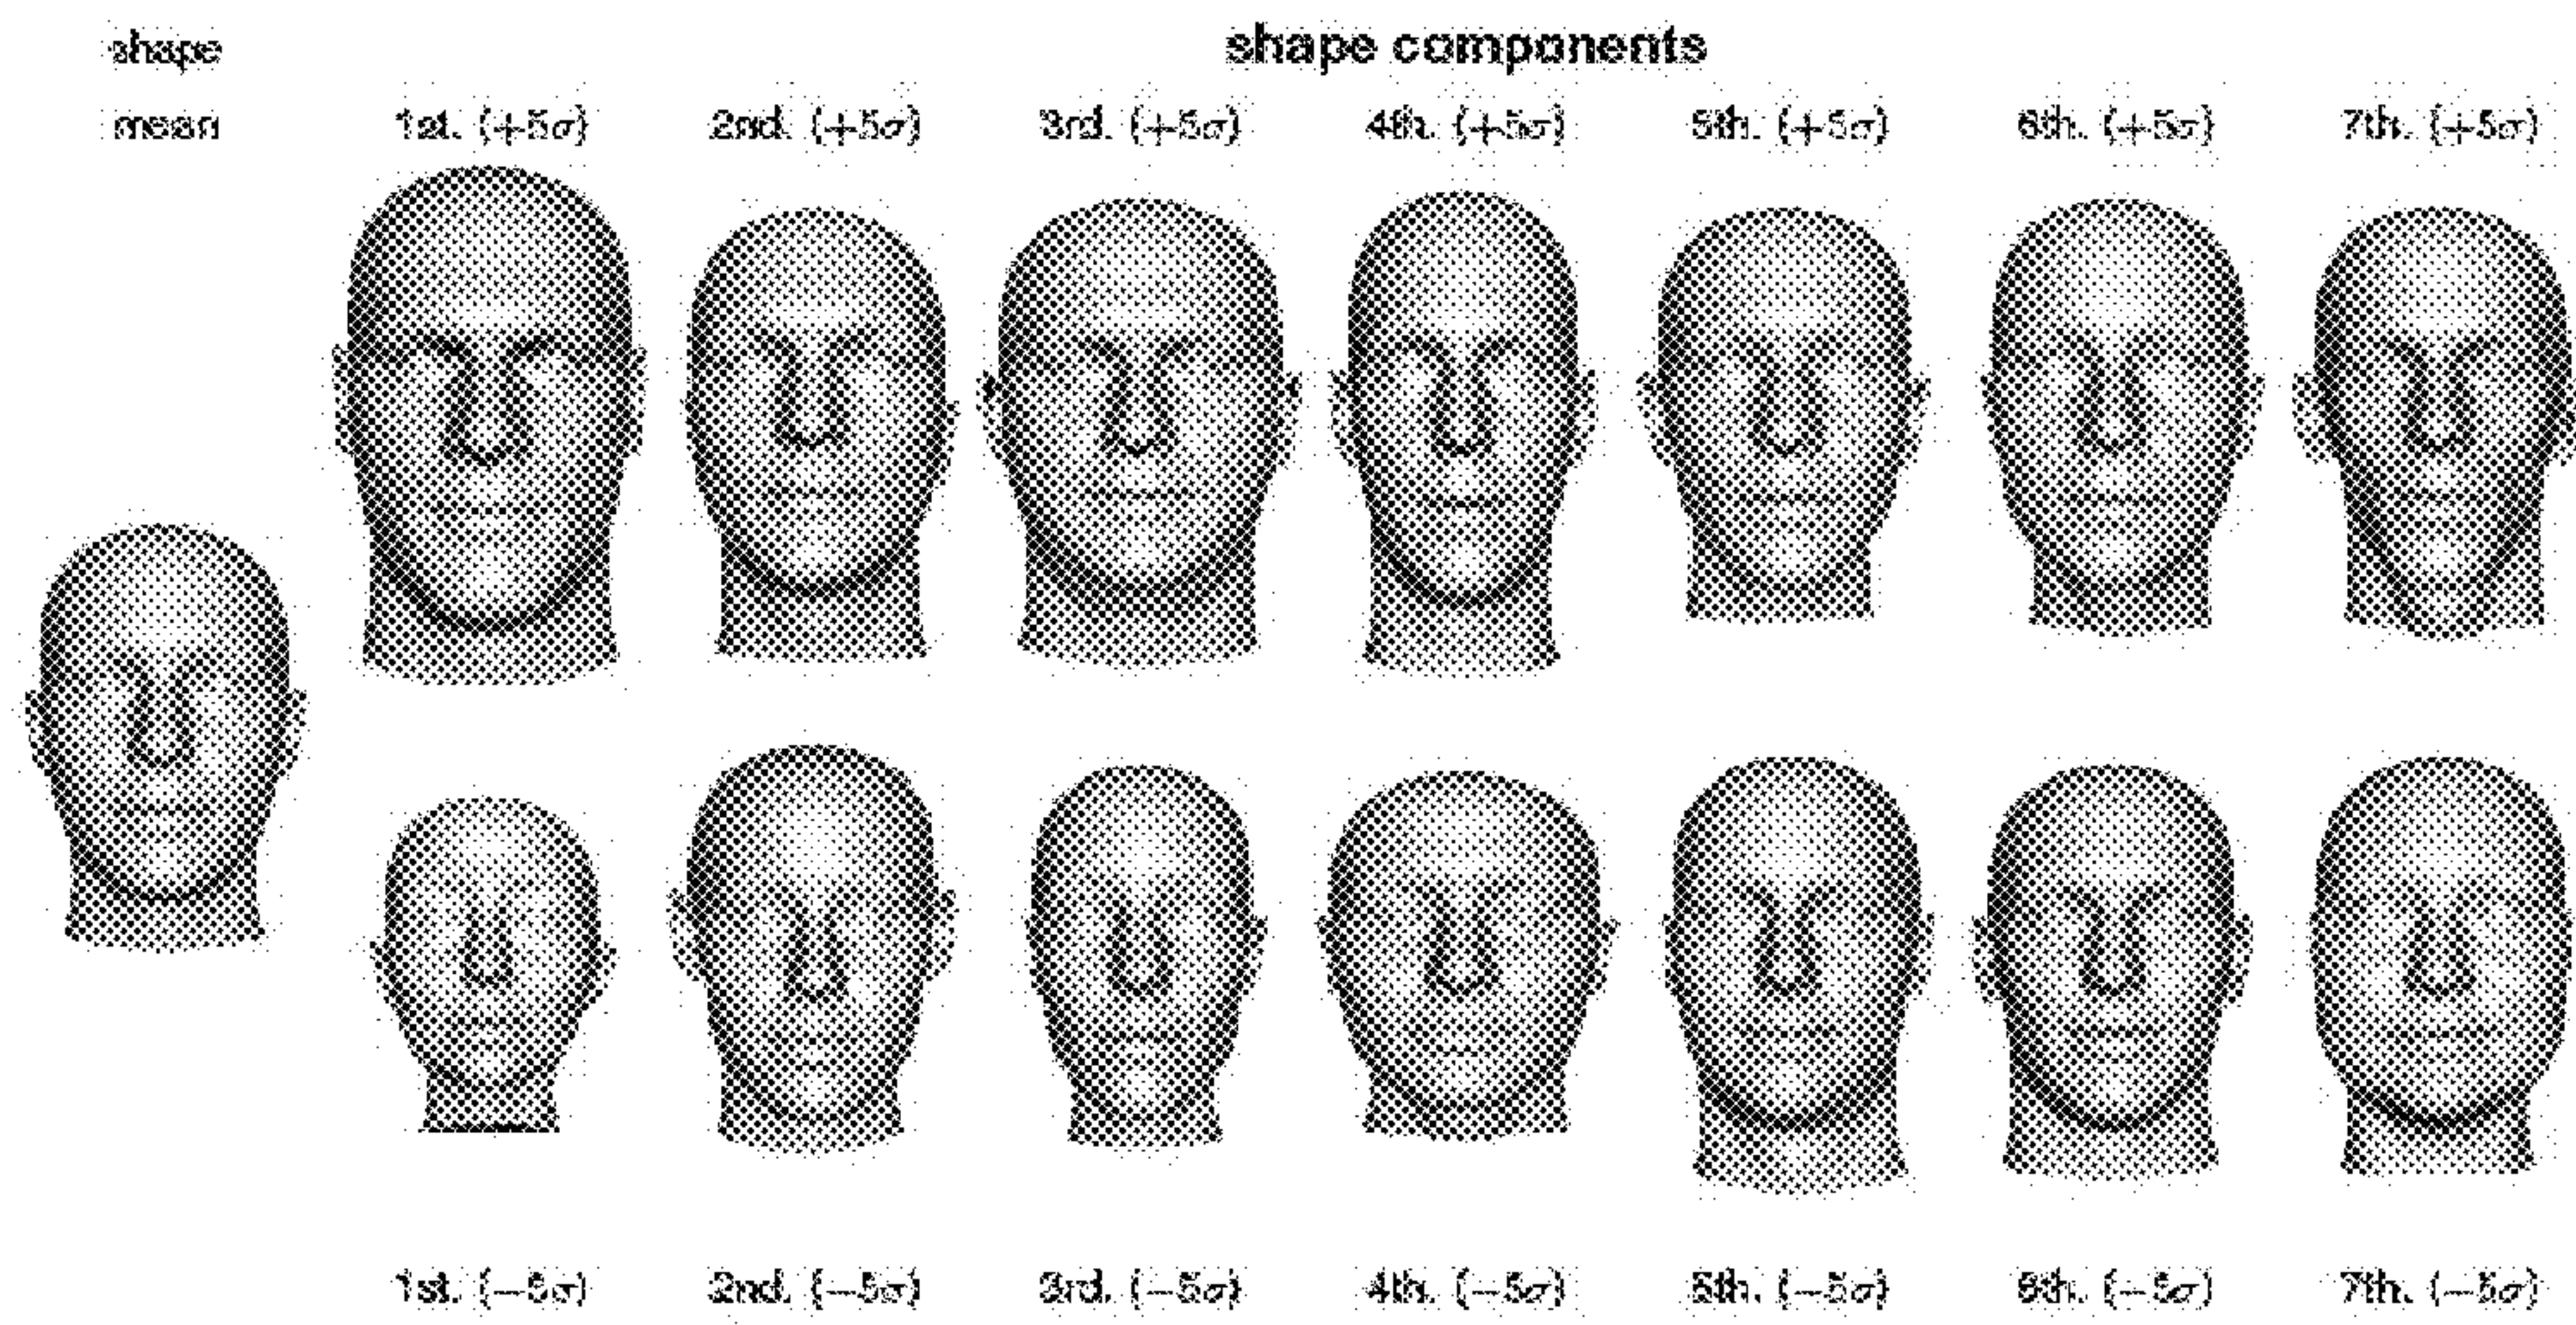 shape
shape components
mean 1st. (+5σ) 2nd. (+5σ) 3rd. (+5σ) 4th. (+5σ) 5th. (+5σ) 6th. (+5σ) 7th. (+5σ)
1st. (−5σ) 2nd. (−5σ) 3rd. (−5σ) 4th. (−5σ) 5th. (−5σ) 6th. (−5σ) 7th. (−5σ)